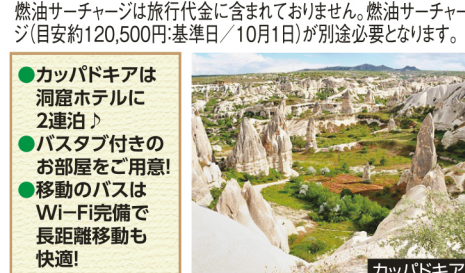 燃油サーチャージは旅行代金に含まれておりません。燃油サーチャー
ジ(目安約120,500円:基準日／10月1日)が別途必要となります。
●カッパドキアは
洞窟ホテルに
2連泊♪
●バスタブ付きの
お部屋をご用意!
●移動のバスは
Wi-Fi完備で
長距離移動も
快適!
カッパドキア